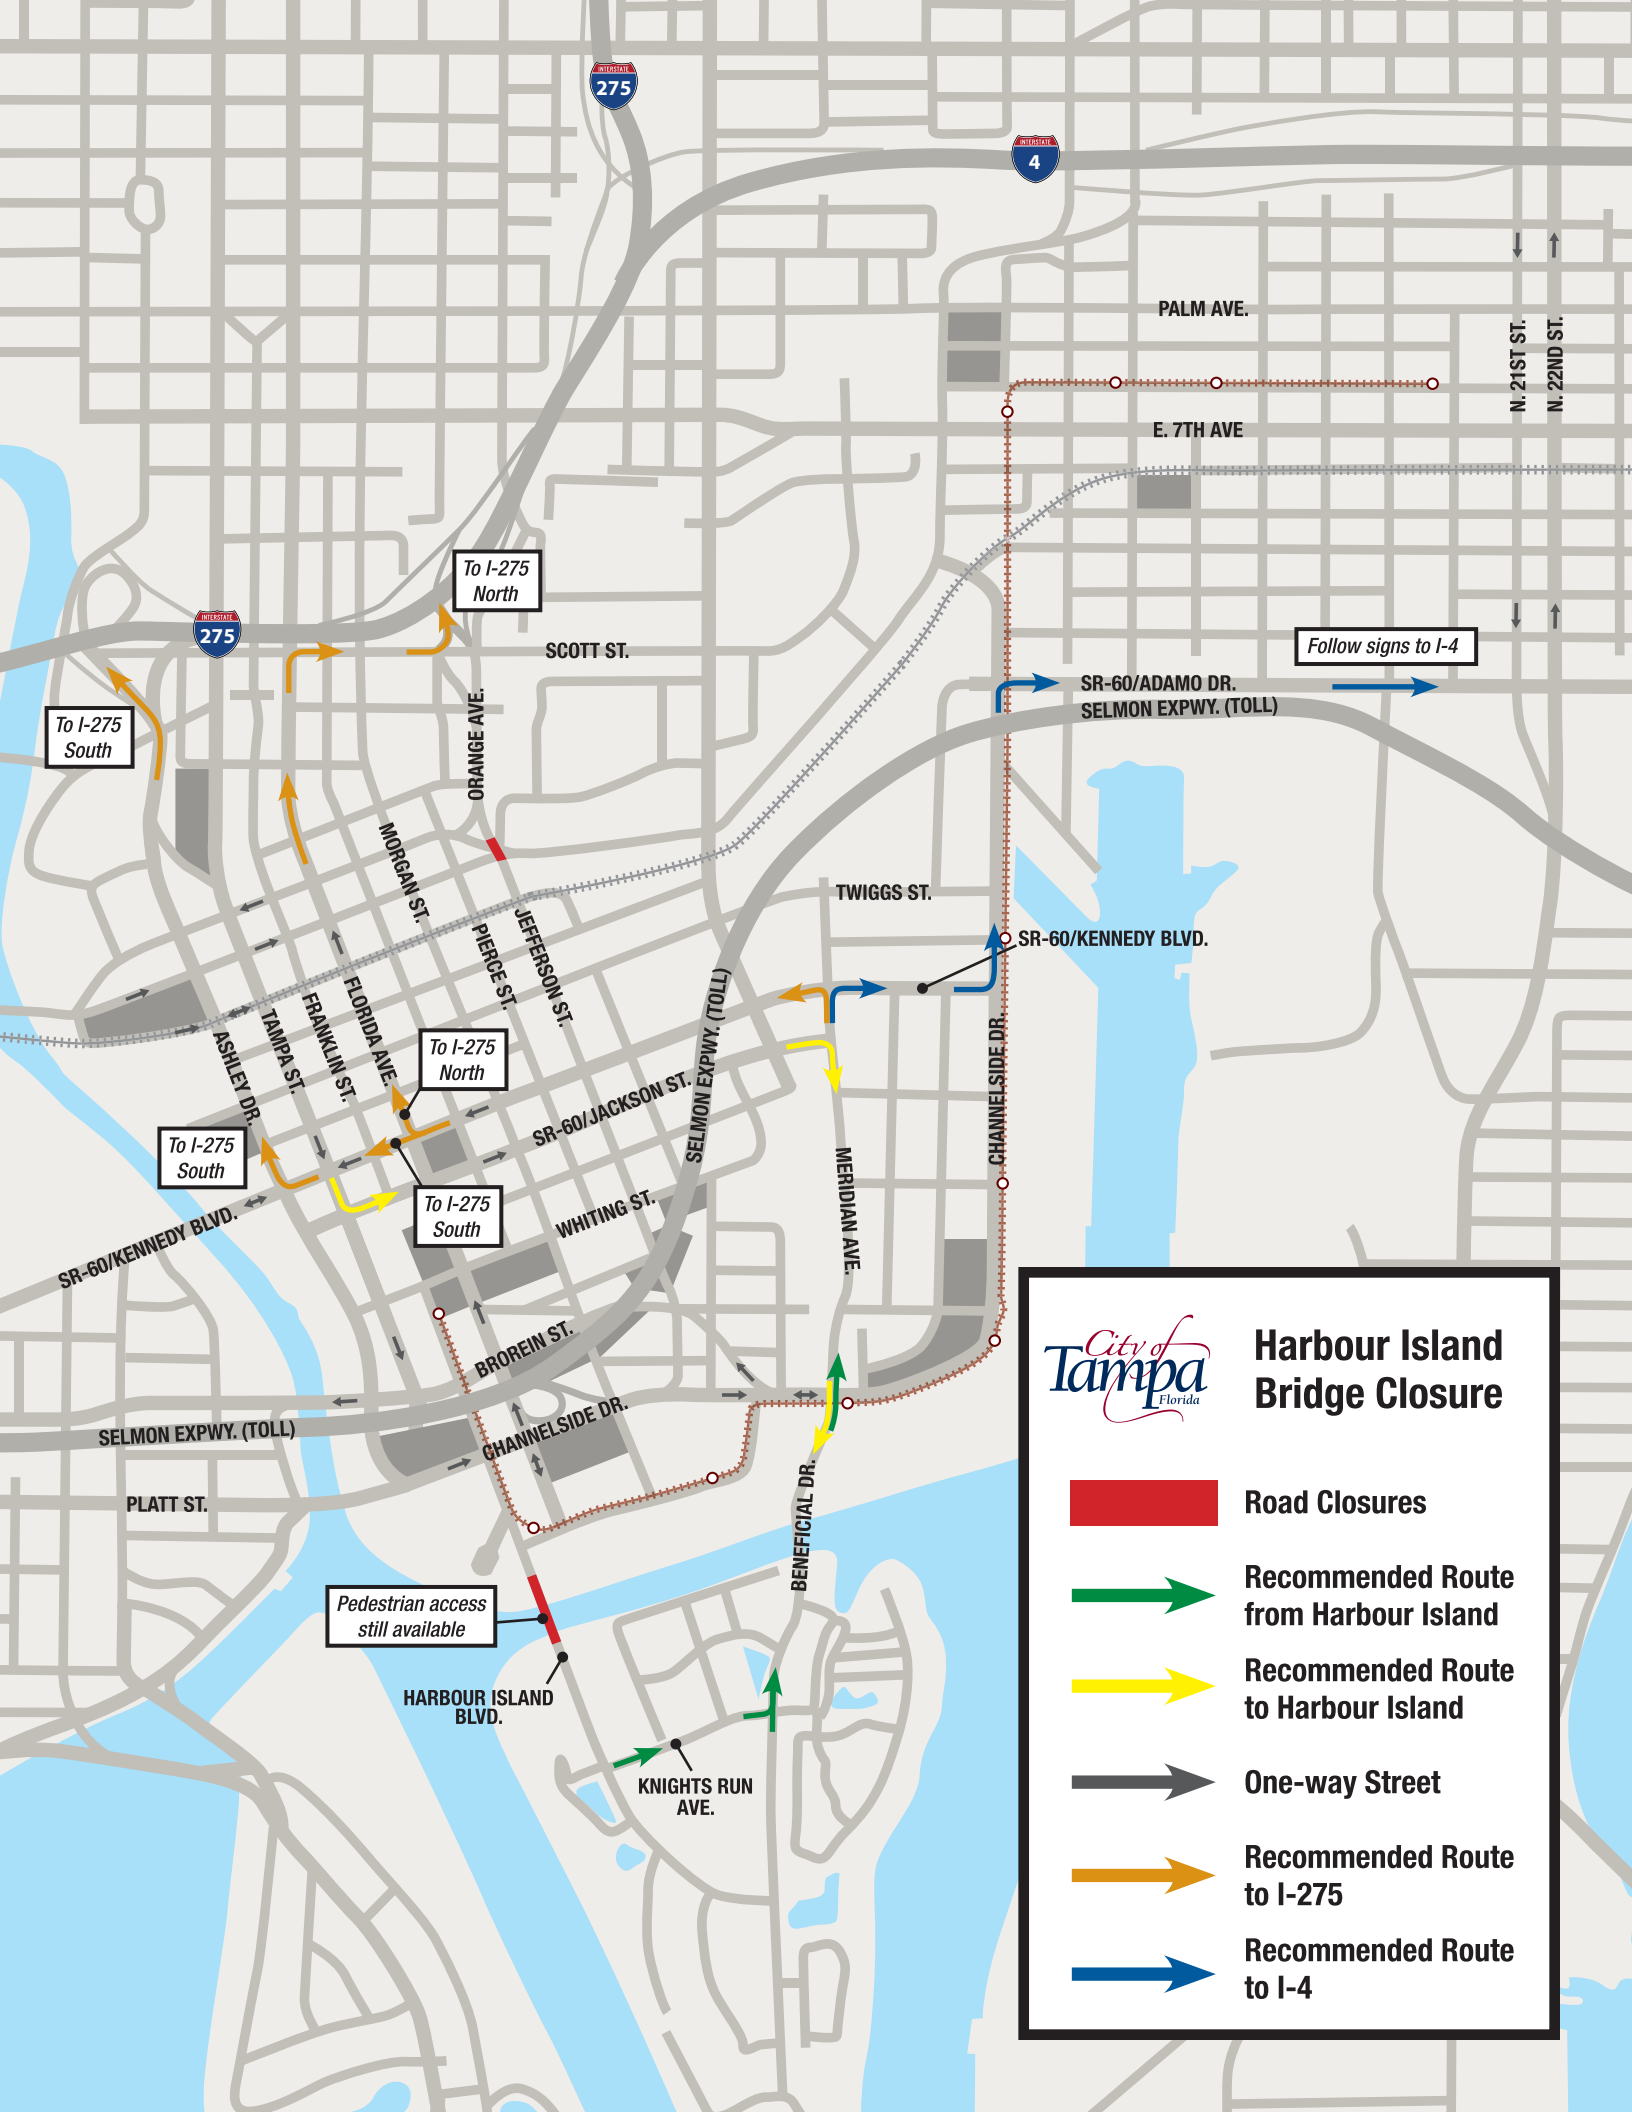 INTERSTATE
275
INTERSTATE
4
PALM AVE.
N. 21ST ST.
N. 22ND ST.
E. 7TH AVE
To I-275
North
INTERSTATE
275
SCOTT ST.
Follow signs to I-4
SR-60/ADAMO DR.
SELMON EXPWY. (TOLL)
To I-275
South
ORANGE AVE.
MORGAN ST.
TWIGGS ST.
PIERCE ST.
JEFFERSON ST.
SR-60/KENNEDY BLVD.
SELMON EXPWY. (TOLL)
FLORIDA AVE.
FRANKLIN ST.
TAMPA ST.
ASHLEY DR.
To I-275
North
CHANNELSIDE DR.
SR-60/JACKSON ST.
To I-275
South
MERIDIAN AVE.
To I-275
South
WHITING ST.
SR-60/KENNEDY BLVD.
BROREIN ST.
CHANNELSIDE DR.
SELMON EXPWY. (TOLL)
PLATT ST.
BENEFICIAL DR.
Pedestrian access
still available
HARBOUR ISLAND
BLVD.
KNIGHTS RUN
AVE.
City of
Tampa
Florida
Harbour Island
Bridge Closure
Road Closures
Recommended Route
from Harbour Island
Recommended Route
to Harbour Island
One-way Street
Recommended Route
to I-275
Recommended Route
to I-4